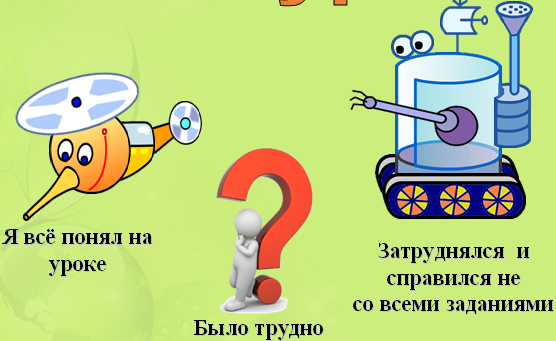 Я всё понял на
уроке
Было трудно
Затруднялся и
справился не
со всеми заданиями